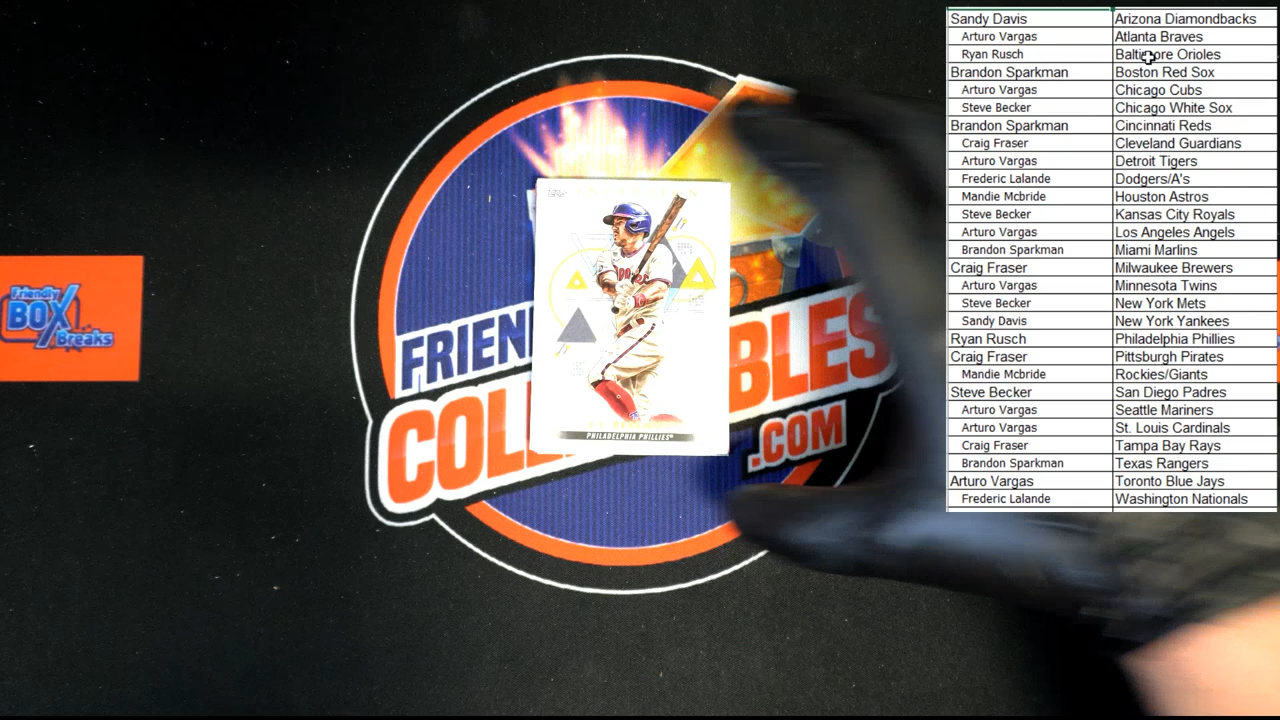 Sandy Davis Arizona Diamondbacks
Arturo Vargas Atlanta Braves
Ryan Rusch Baltimore Orioles
Brandon Sparkman Boston Red Sox
Arturo Vargas Chicago Cubs
Steve Becker Chicago White Sox
Brandon Sparkman Cincinnati Reds
Craig Fraser Cleveland Guardians
Arturo Vargas Detroit Tigers
Frederic Lalande Dodgers/A's
Mandie Mcbride Houston Astros
Steve Becker Kansas City Royals
Arturo Vargas Los Angeles Angels
Brandon Sparkman Miami Marlins
Craig Fraser Milwaukee Brewers
Arturo Vargas Minnesota Twins
Steve Becker New York Mets
Sandy Davis New York Yankees
Ryan Rusch Philadelphia Phillies
Craig Fraser Pittsburgh Pirates
Mandie Mcbride Rockies/Giants
Steve Becker San Diego Padres
Arturo Vargas Seattle Mariners
Arturo Vargas St. Louis Cardinals
Craig Fraser Tampa Bay Rays
Brandon Sparkman Texas Rangers
Arturo Vargas Toronto Blue Jays
Frederic Lalande Washington Nationals
Friendly
BOX
Breaks
FRIEN BLES
COLL .COM
PHILADELPHIA PHILLIES